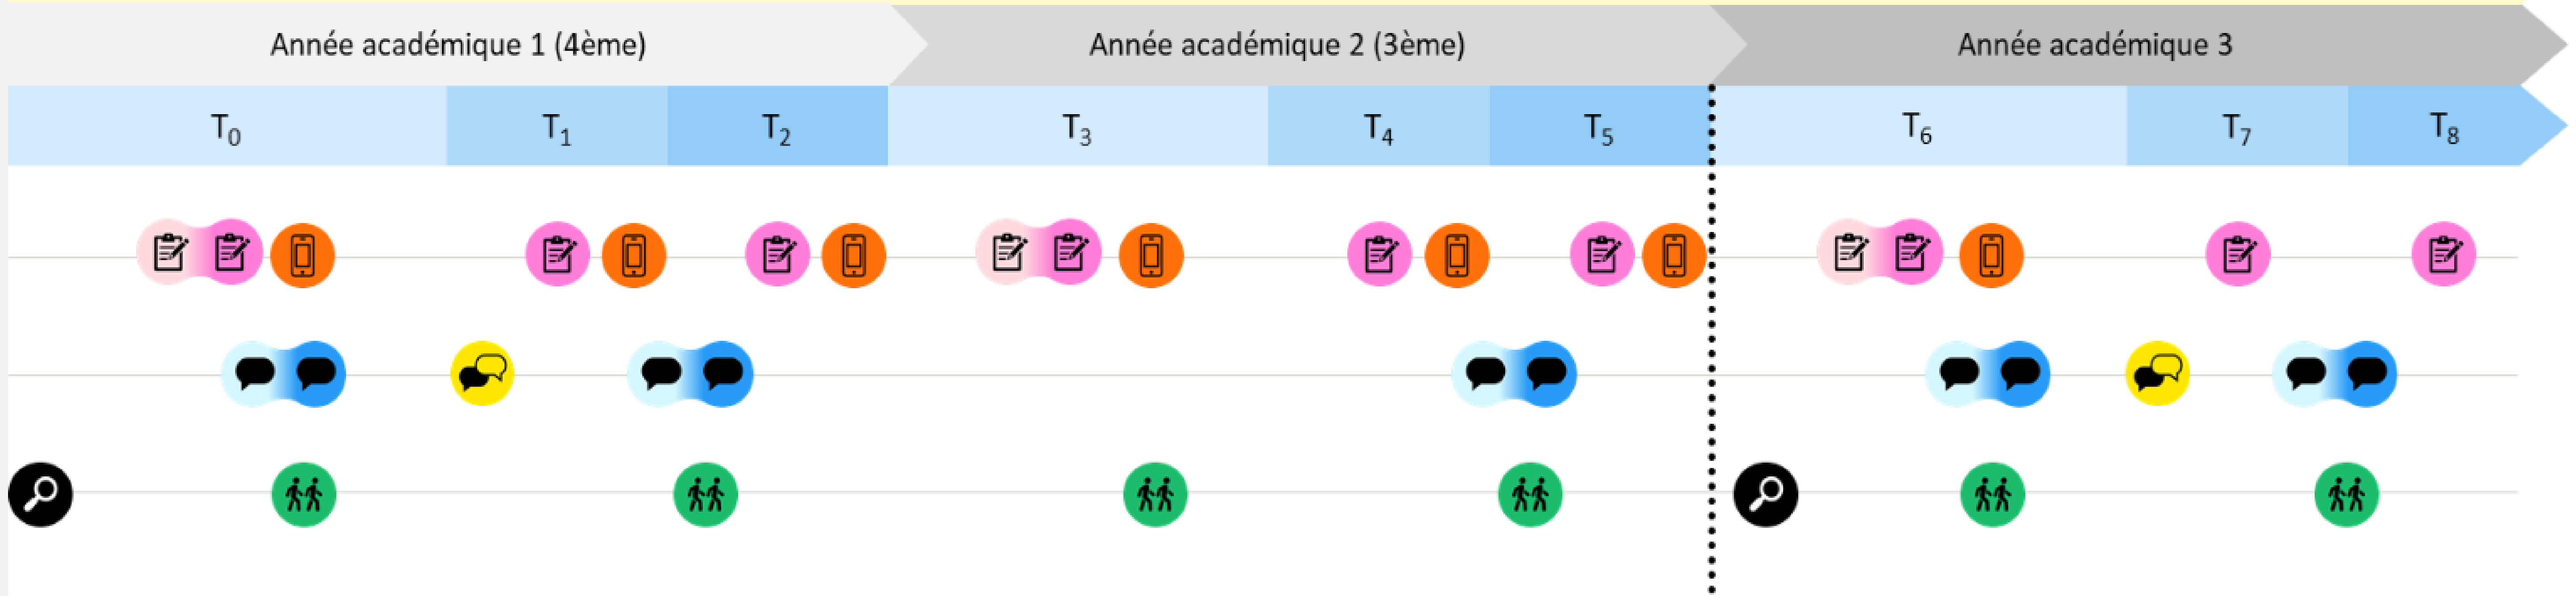 Année académique 1 (4ème) Année académique 2 (3ème) Année académique 3
T0 T1 T2 T3 T4 T5 T6 T7 T8